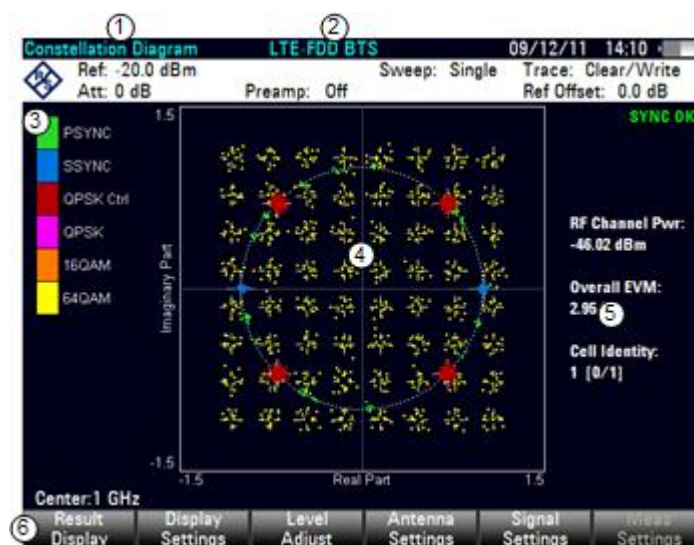 1
2
Constellation Diagram LTE-FDD BTS 09/12/11 14:10
R S
Ref: -20.0 dBm Sweep: Single Trace: Clear/Write
Att: 0 dB Preamp: Off Ref Offset: 0.0 dB
3
1.5
SYNC OK
PSYNC
SSYNC
QPSK Ctrl
QPSK
16QAM
64QAM
Imaginary Part
4
RF Channel Pwr:
-46.02 dBm
Overall EVM:
2.95
5
Cell Identity:
1 [0/1]
-1.5
-1.5 Real Part 1.5
Center:1 GHz
6
Result Display Level Antenna Signal Meas
Display Settings Adjust Settings Settings Settings